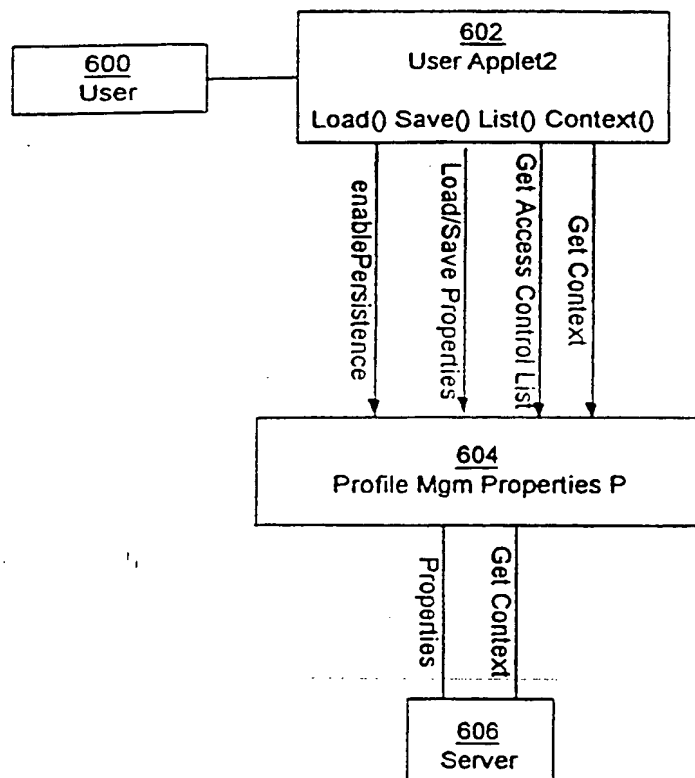 600
User
602
User Applet2
Load() Save() List() Context()
enablePersistence
Load/Save Properties
Get Access Control List
Get Context
604
Profile Mgm Properties P
Properties
Get Context
606
Server